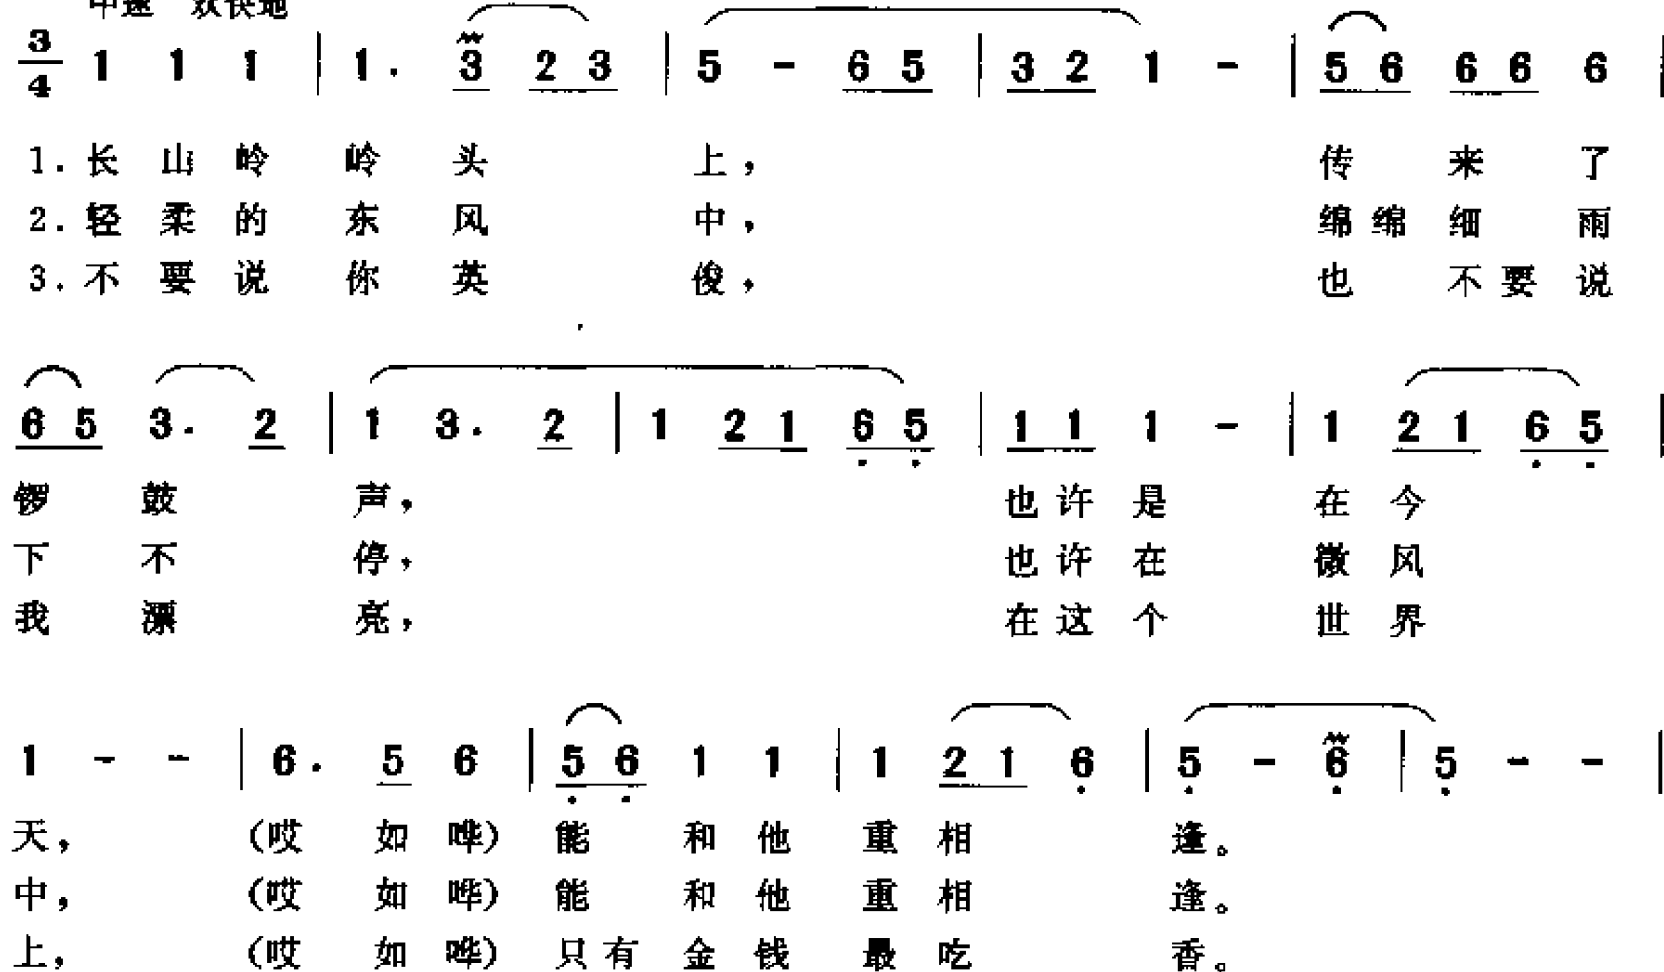 中速 欢快地
3/4 1 1 1 | 1. 3 2 3 | 5 - 6 5 | 3 2 1 - | 5 6 6 6 6 |
1. 长山岭岭头上， 传来了
2. 轻柔的东风中， 绵绵细雨
3. 不要说你英俊， 也不要说
6 5 3. 2 | 1 3. 2 | 1 2 1 6 5 | 1 1 1 - | 1 2 1 6 5 |
锣鼓声， 也许是在今
下不停， 也许在微风
我漂亮， 在这个世界
1 - - | 6. 5 6 | 5 6 1 1 | 1 2 1 6 | 5 - 6 | 5 - - |
天，（哎如哗）能和他重相逢。
中，（哎如哗）能和他重相逢。
上，（哎如哗）只有金钱最吃香。